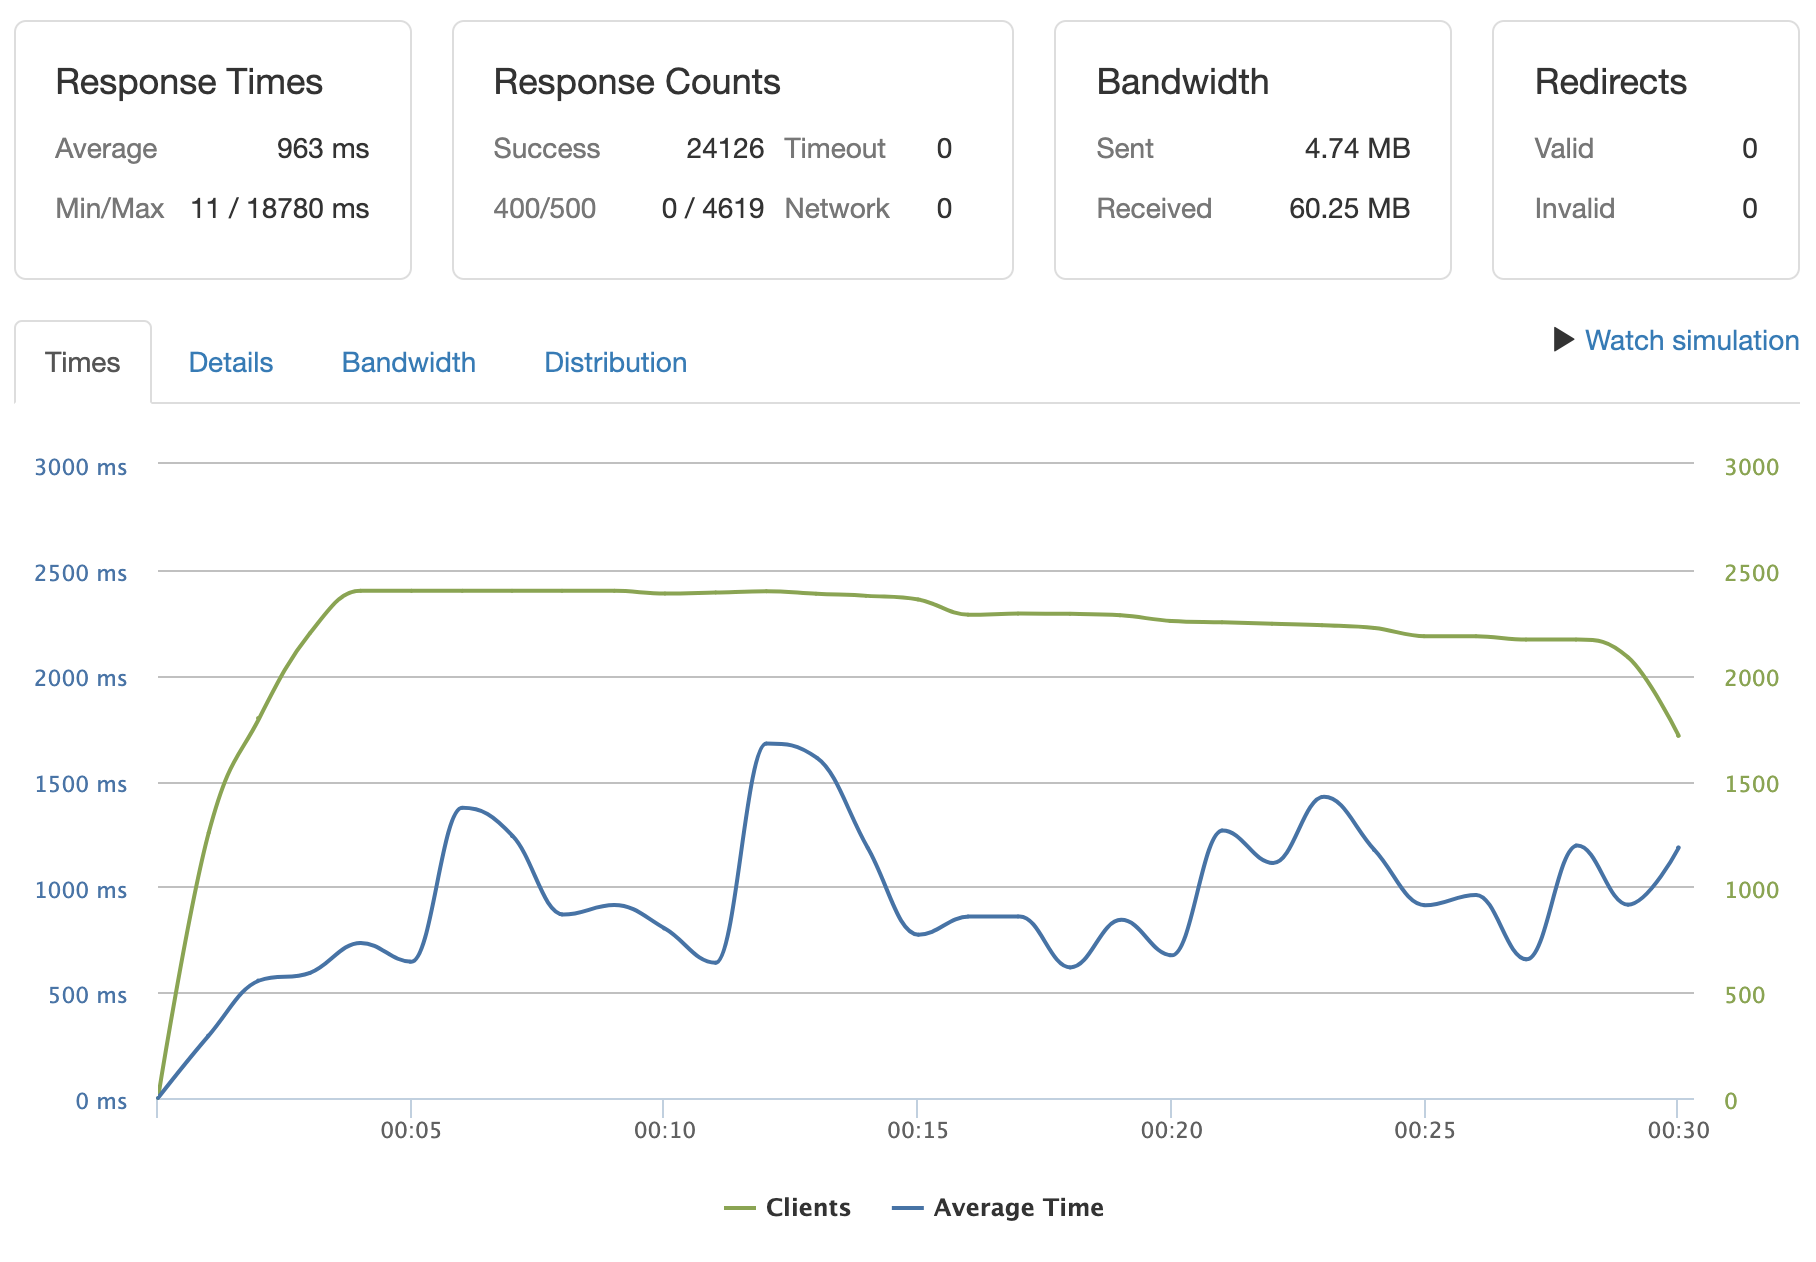 Response Times
Average 963 ms
Min/Max 11 / 18780 ms
Response Counts
Success 24126 Timeout 0
400/500 0 / 4619 Network 0
Bandwidth
Sent 4.74 MB
Received 60.25 MB
Redirects
Valid 0
Invalid 0
Times Details Bandwidth Distribution
Watch simulation
3000 ms 3000
2500 ms 2500
2000 ms 2000
1500 ms 1500
1000 ms 1000
500 ms 500
0 ms 0
00:05 00:10 00:15 00:20 00:25 00:30
Clients Average Time